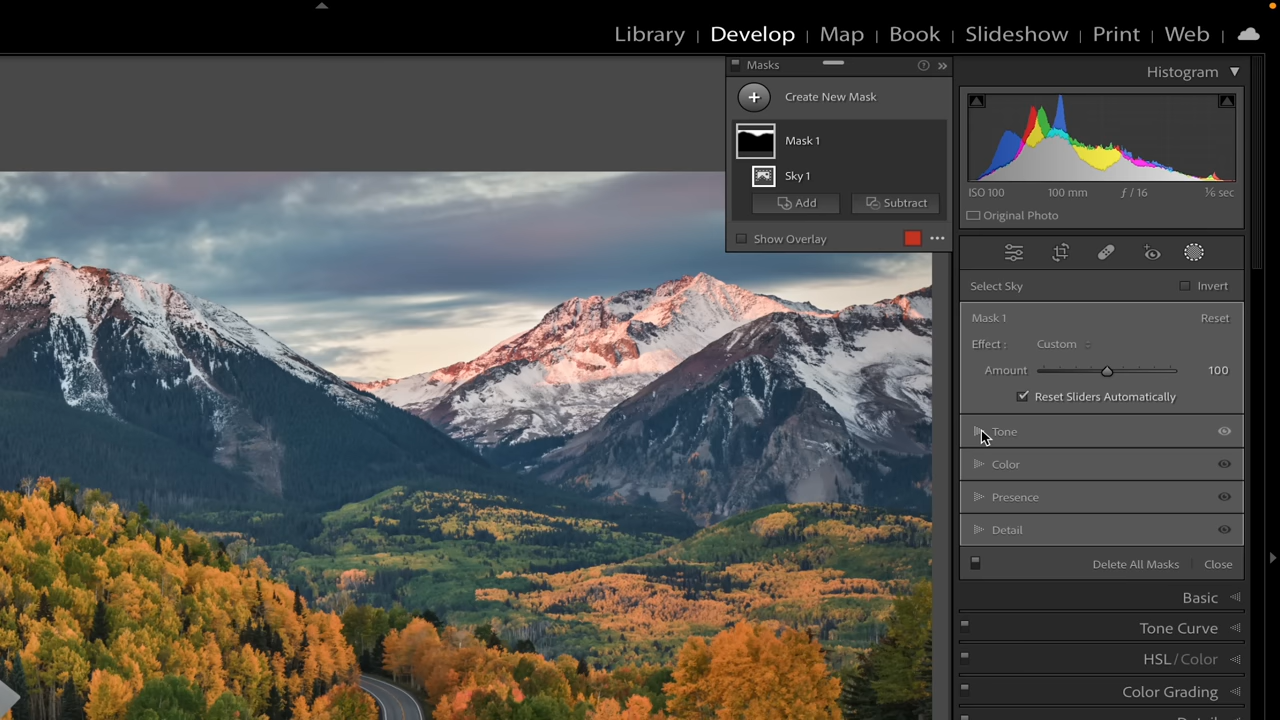 Library | Develop | Map | Book | Slideshow | Print | Web |
Masks
Create New Mask
Mask 1
Sky 1
Add
Subtract
Show Overlay
Histogram
ISO 100 100 mm ƒ / 16 ⅙ sec
Original Photo
Select Sky Invert
Mask 1 Reset
Effect : Custom
Amount 100
Reset Sliders Automatically
Tone
Color
Presence
Detail
Delete All Masks Close
Basic
Tone Curve
HSL / Color
Color Grading